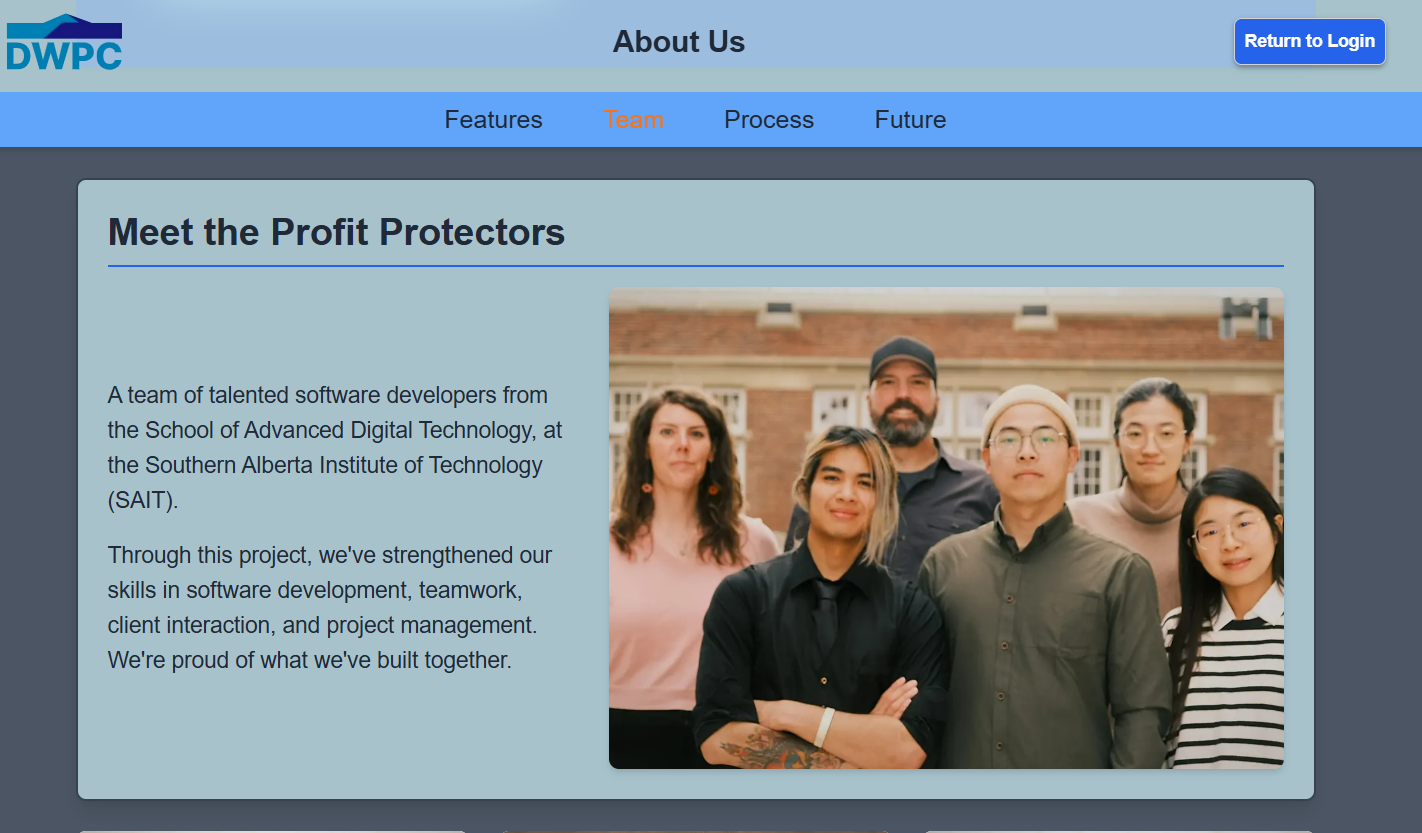 DWPC
About Us
Return to Login
Features
Team
Process
Future
Meet the Profit Protectors
A team of talented software developers from
the School of Advanced Digital Technology, at
the Southern Alberta Institute of Technology
(SAIT).
Through this project, we've strengthened our
skills in software development, teamwork,
client interaction, and project management.
We're proud of what we've built together.